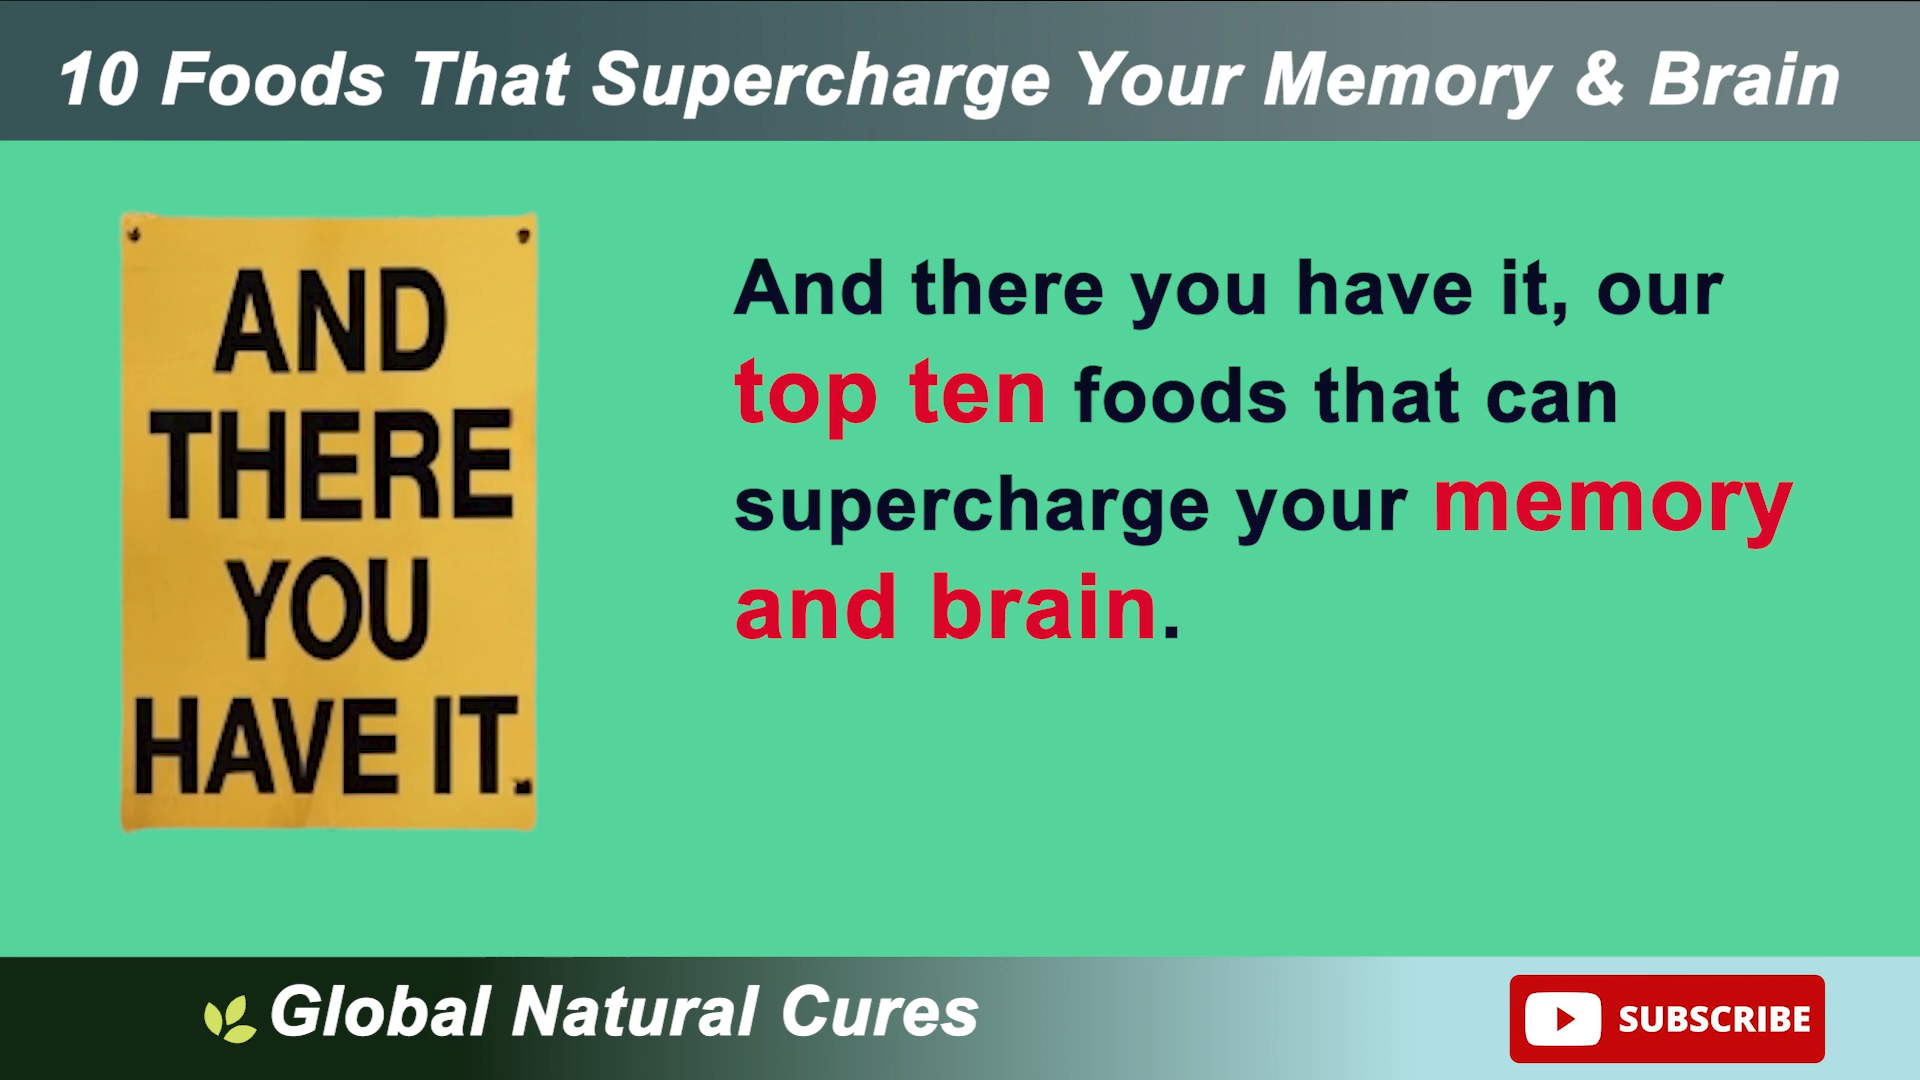 10 Foods That Supercharge Your Memory & Brain
AND
THERE
YOU
HAVE IT.
And there you have it, our
top ten foods that can
supercharge your memory
and brain.
Global Natural Cures
SUBSCRIBE